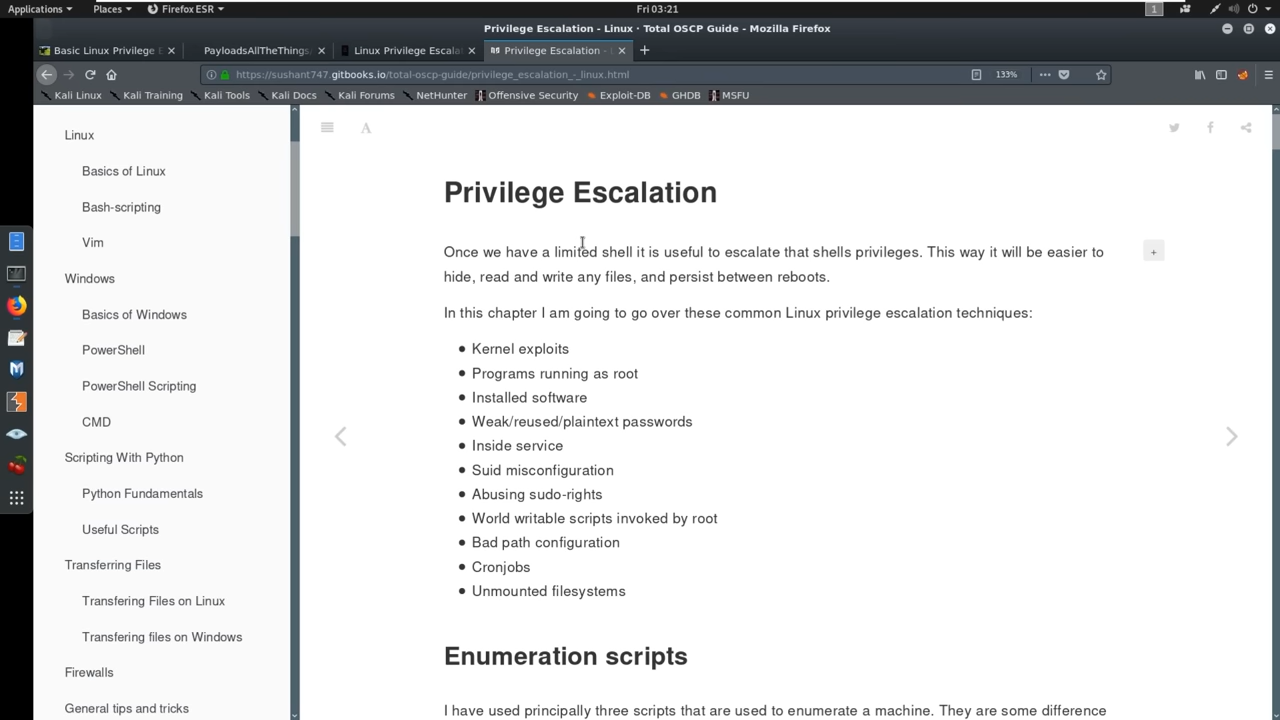 Applications
Places
Firefox ESR
Fri 03:21
1
Privilege Escalation - Linux · Total OSCP Guide - Mozilla Firefox
Basic Linux Privilege E
PayloadsAllTheThings
Linux Privilege Escalat
Privilege Escalation -
https://sushant747.gitbooks.io/total-oscp-guide/privilege_escalation_-_linux.html
133%
Kali Linux
Kali Training
Kali Tools
Kali Docs
Kali Forums
NetHunter
Offensive Security
Exploit-DB
GHDB
MSFU
Linux
Basics of Linux
Bash-scripting
Vim
Windows
Basics of Windows
PowerShell
PowerShell Scripting
CMD
Scripting With Python
Python Fundamentals
Useful Scripts
Transferring Files
Transfering Files on Linux
Transfering files on Windows
Firewalls
General tips and tricks
A
Privilege Escalation
Once we have a limited shell it is useful to escalate that shells privileges. This way it will be easier to
hide, read and write any files, and persist between reboots.
+
In this chapter I am going to go over these common Linux privilege escalation techniques:
● Kernel exploits
● Programs running as root
● Installed software
● Weak/reused/plaintext passwords
● Inside service
● Suid misconfiguration
● Abusing sudo-rights
● World writable scripts invoked by root
● Bad path configuration
● Cronjobs
● Unmounted filesystems
Enumeration scripts
I have used principally three scripts that are used to enumerate a machine. They are some difference